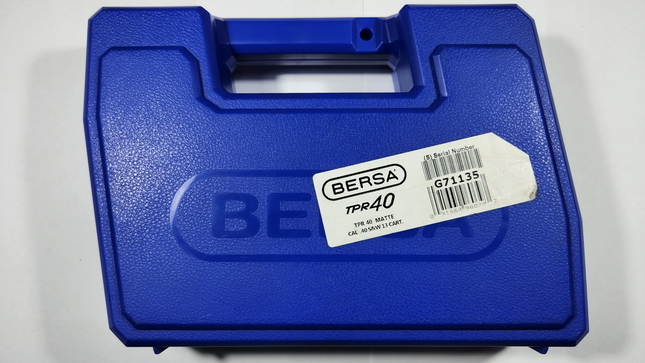 BERSA
(S) Serial Number
G71135
BERSA
TPR40
TPR 40 MATTE
CAL .40 S&W 13 CART.